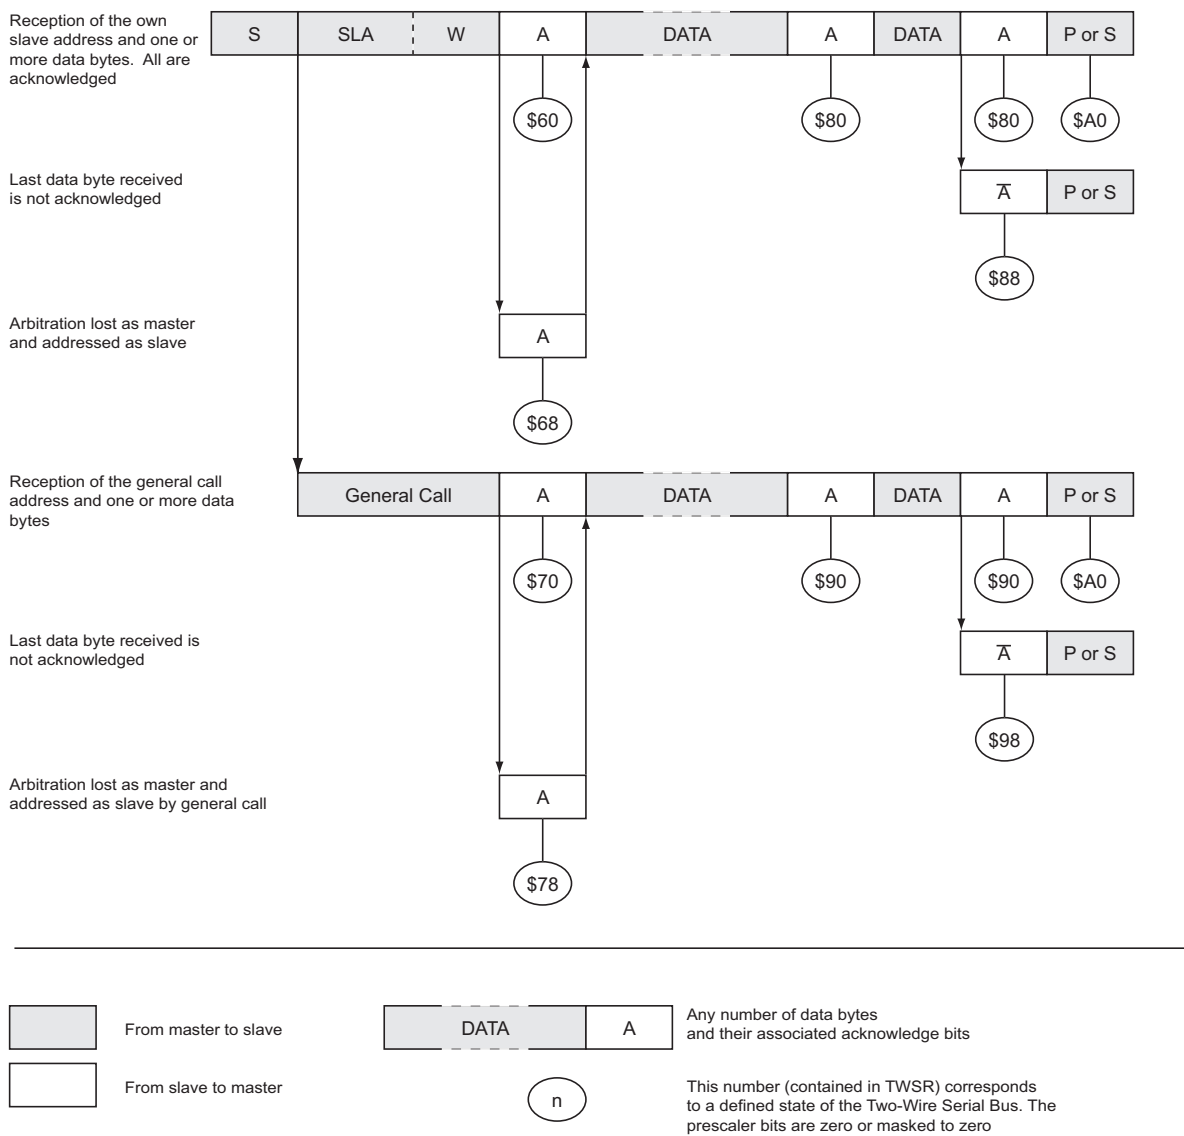 Reception of the own
slave address and one or
more data bytes. All are
acknowledged
S SLA W A DATA A DATA A P or S
$60 $80 $80 $A0
Last data byte received
is not acknowledged
A̅ P or S
$88
Arbitration lost as master
and addressed as slave
A
$68
Reception of the general call
address and one or more data
bytes
General Call A DATA A DATA A P or S
$70 $90 $90 $A0
Last data byte received is
not acknowledged
A̅ P or S
$98
Arbitration lost as master and
addressed as slave by general call
A
$78
From master to slave
DATA A
Any number of data bytes
and their associated acknowledge bits
From slave to master
n
This number (contained in TWSR) corresponds
to a defined state of the Two-Wire Serial Bus. The
prescaler bits are zero or masked to zero